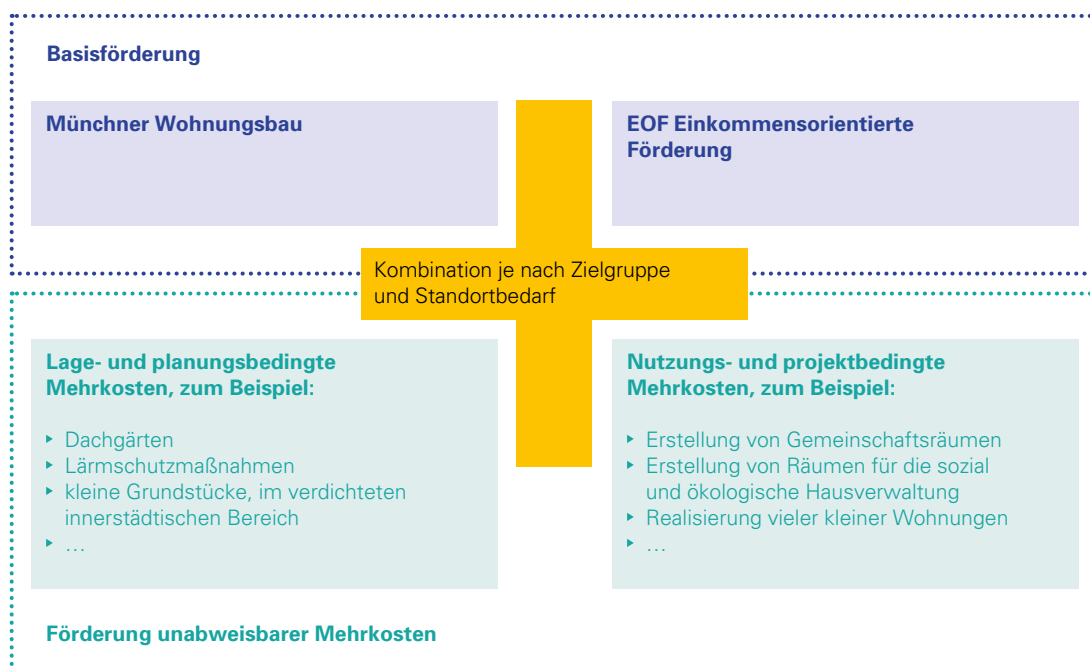 Basisförderung
Münchner Wohnungsbau
EOF Einkommensorientierte
Förderung
Kombination je nach Zielgruppe
und Standortbedarf
Lage- und planungsbedingte
Mehrkosten, zum Beispiel:
‣ Dachgärten
‣ Lärmschutzmaßnahmen
‣ kleine Grundstücke, im verdichteten
innerstädtischen Bereich
‣ …
Nutzungs- und projektbedingte
Mehrkosten, zum Beispiel:
‣ Erstellung von Gemeinschaftsräumen
‣ Erstellung von Räumen für die sozial
und ökologische Hausverwaltung
‣ Realisierung vieler kleiner Wohnungen
‣ …
Förderung unabweisbarer Mehrkosten